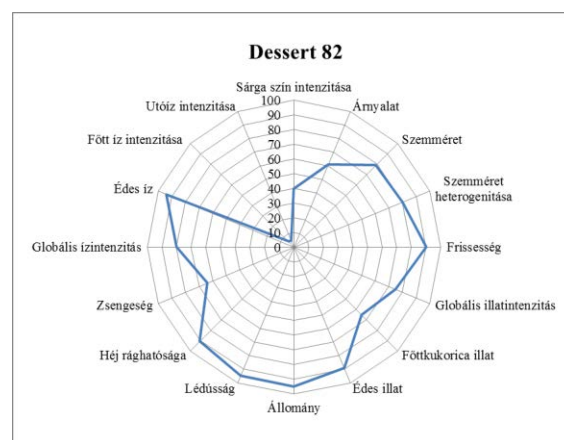 Dessert 82
Sárga szín intenzitása
Utóíz intenzitása
Árnyalat
Főtt íz intenzitása
Szemméret
Édes íz
Szemméret
heterogenitása
Globális ízintenzitás
Frissesség
Zsengeség
Globális illatintenzitás
Héj rághatósága
Főttkukorica illat
Lédússág
Édes illat
Állomány
100
90
80
70
60
50
40
30
20
10
0